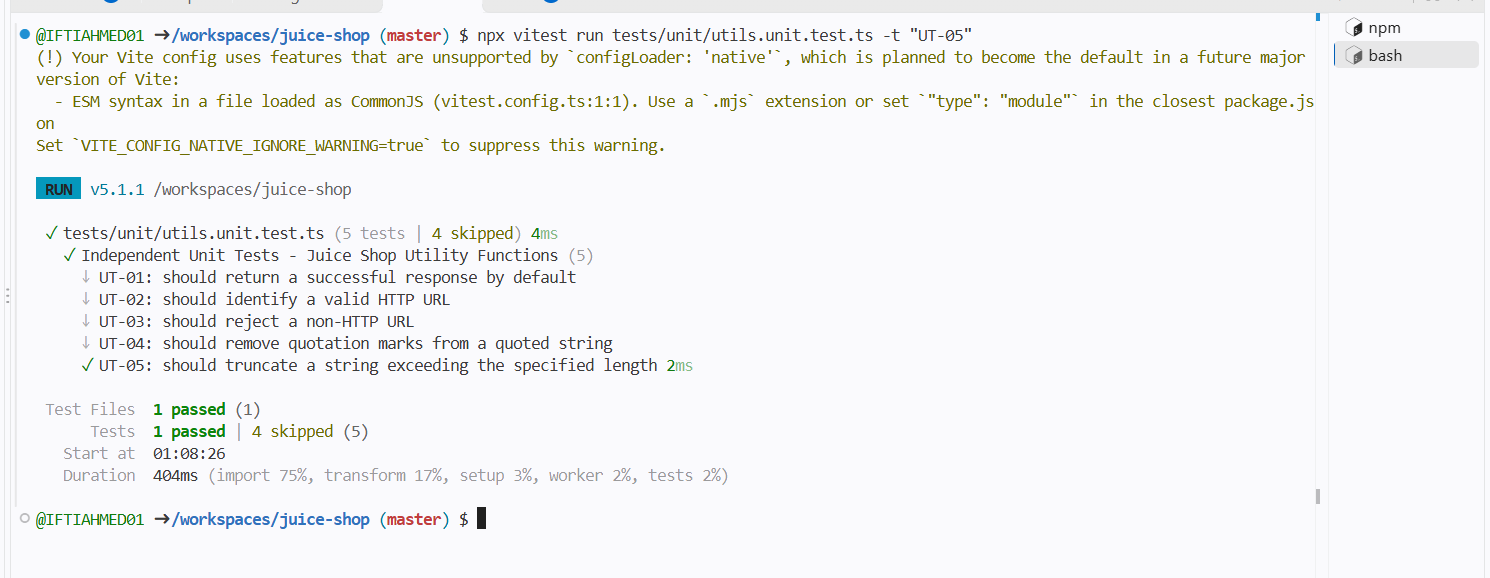 @IFTIAHMED01 ➜/workspaces/juice-shop (master) $ npx vitest run tests/unit/utils.unit.test.ts -t "UT-05"
(!) Your Vite config uses features that are unsupported by `configLoader: 'native'`, which is planned to become the default in a future major
version of Vite:
  - ESM syntax in a file loaded as CommonJS (vitest.config.ts:1:1). Use a `.mjs` extension or set `"type": "module"` in the closest package.js
on
Set `VITE_CONFIG_NATIVE_IGNORE_WARNING=true` to suppress this warning.
RUN v5.1.1 /workspaces/juice-shop
✓ tests/unit/utils.unit.test.ts (5 tests | 4 skipped) 4ms
✓ Independent Unit Tests - Juice Shop Utility Functions (5)
↓ UT-01: should return a successful response by default
↓ UT-02: should identify a valid HTTP URL
↓ UT-03: should reject a non-HTTP URL
↓ UT-04: should remove quotation marks from a quoted string
✓ UT-05: should truncate a string exceeding the specified length 2ms
Test Files 1 passed (1)
Tests 1 passed | 4 skipped (5)
Start at 01:08:26
Duration 404ms (import 75%, transform 17%, setup 3%, worker 2%, tests 2%)
@IFTIAHMED01 ➜/workspaces/juice-shop (master) $
npm
bash